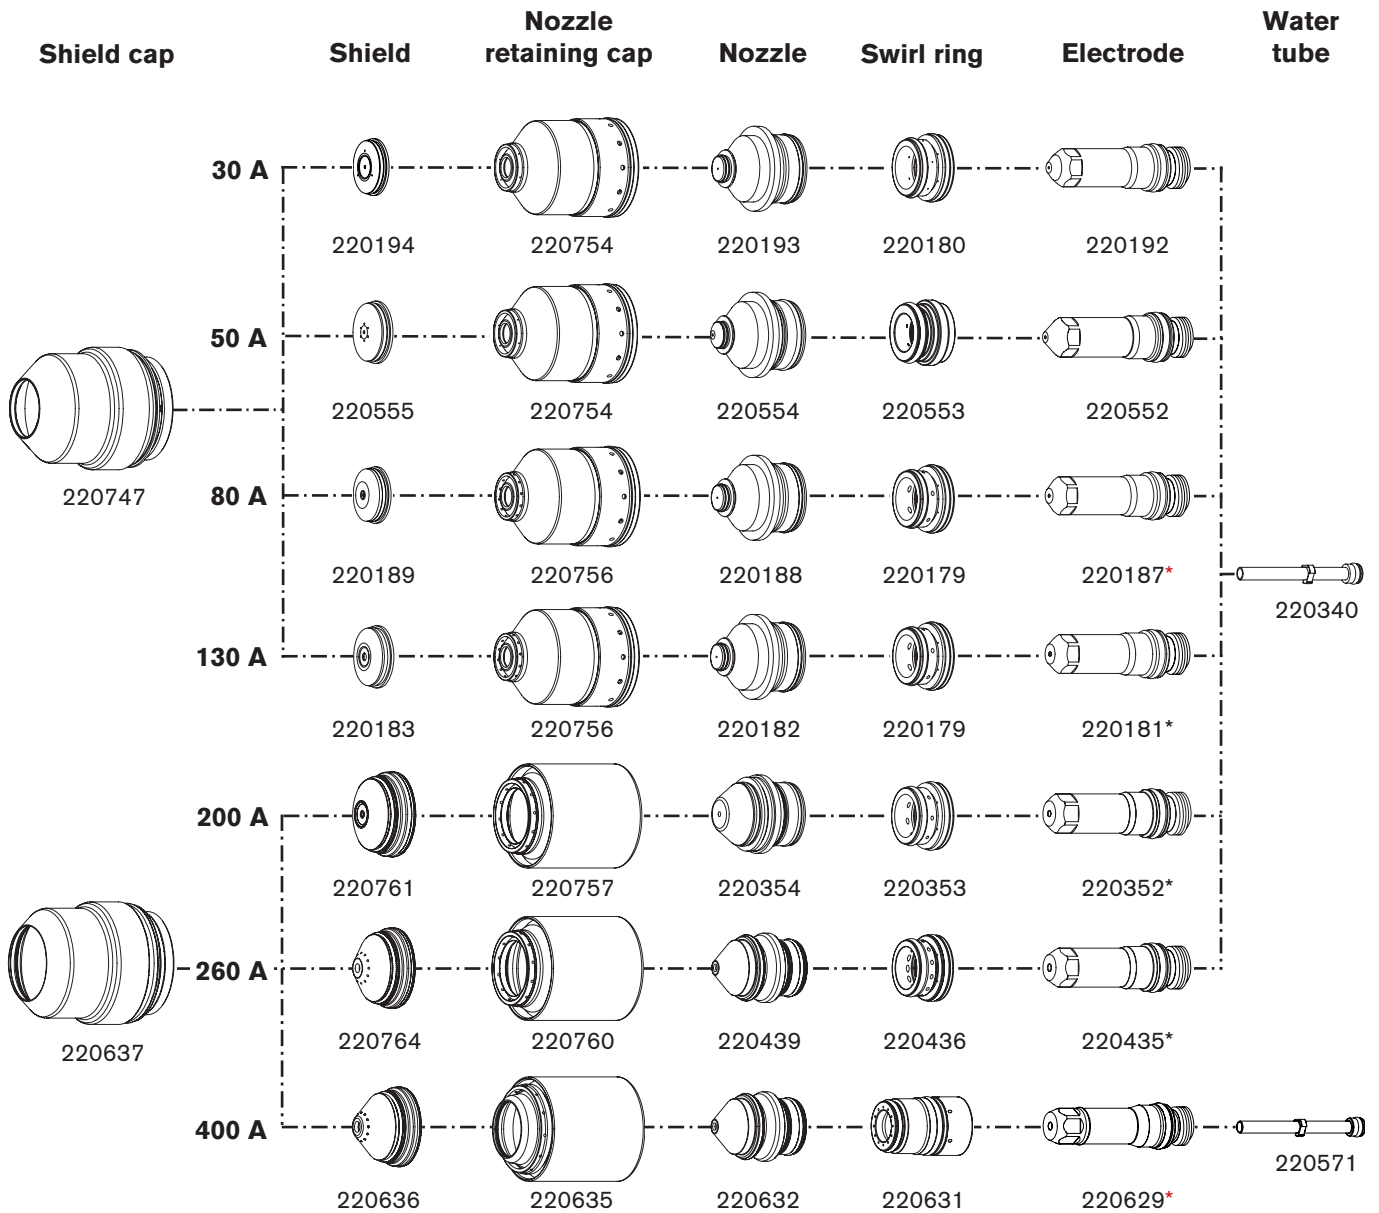 Shield cap Shield Nozzle retaining cap Nozzle Swirl ring Electrode Water tube
30 A
220194 220754 220193 220180 220192
50 A
220555 220754 220554 220553 220552
220747
80 A
220189 220756 220188 220179 220187*
220340
130 A
220183 220756 220182 220179 220181*
200 A
220761 220757 220354 220353 220352*
260 A
220764 220760 220439 220436 220435*
220637
400 A
220571
220636 220635 220632 220631 220629*